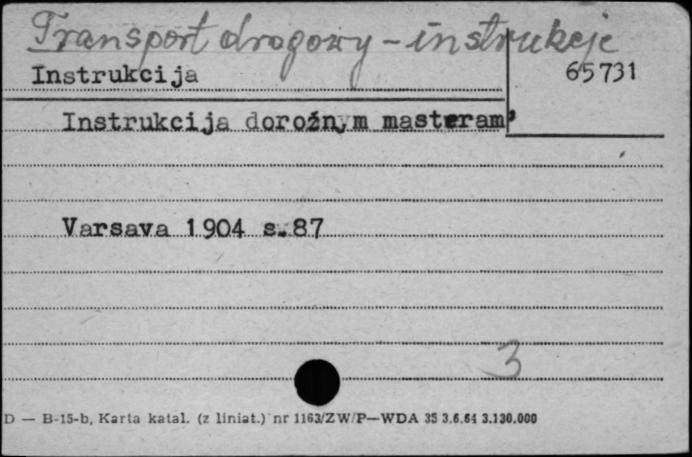 Transport drogowy - instrukcje
Instrukcija
65731
Instrukcija dorožnym masteram'
Varsava 1904 s.87
3
D — B-15-b, Karta katal. (z liniat.) nr 1163/ZW/P—WDA 35 3.6.64 3.130.000